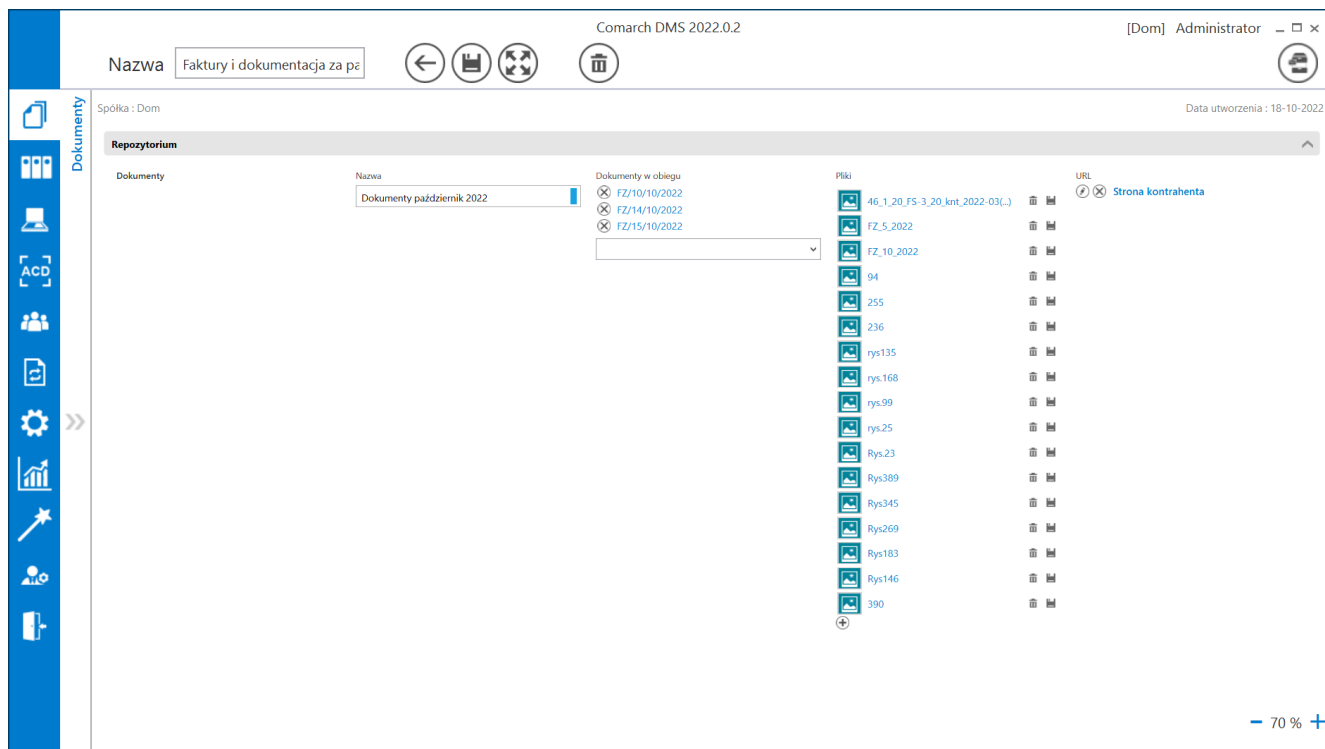 Comarch DMS 2022.0.2
[Dom] Administrator
Nazwa Faktury i dokumentacja za pa
Dokumenty
Spółka : Dom
Data utworzenia : 18-10-2022
Repozytorium
Dokumenty
Nazwa
Dokumenty październik 2022
Dokumenty w obiegu
FZ/10/10/2022
FZ/14/10/2022
FZ/15/10/2022
Pliki
46_1_20_FS-3_20_knt_2022-03(...)
FZ_5_2022
FZ_10_2022
94
255
236
rys135
rys.168
rys.99
rys.25
Rys.23
Rys389
Rys345
Rys269
Rys183
Rys146
390
URL
Strona kontrahenta
ACD
70 %